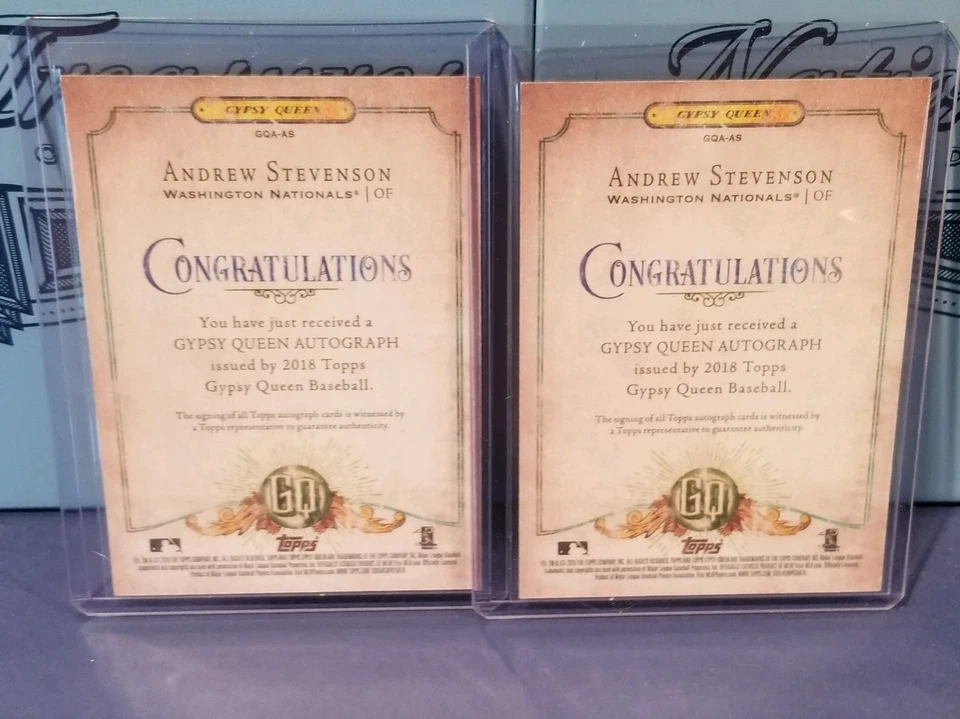 GYPSY QUEEN
GQA-AS
ANDREW STEVENSON
WASHINGTON NATIONALS® | OF
CONGRATULATIONS
You have just received a
GYPSY QUEEN AUTOGRAPH
issued by 2018 Topps
Gypsy Queen Baseball.
The signing of all Topps autograph cards is witnessed by
a Topps representative to guarantee authenticity.
GQ
Topps
GYPSY QUEEN
GQA-AS
ANDREW STEVENSON
WASHINGTON NATIONALS® | OF
CONGRATULATIONS
You have just received a
GYPSY QUEEN AUTOGRAPH
issued by 2018 Topps
Gypsy Queen Baseball.
The signing of all Topps autograph cards is witnessed by
a Topps representative to guarantee authenticity.
GQ
Topps